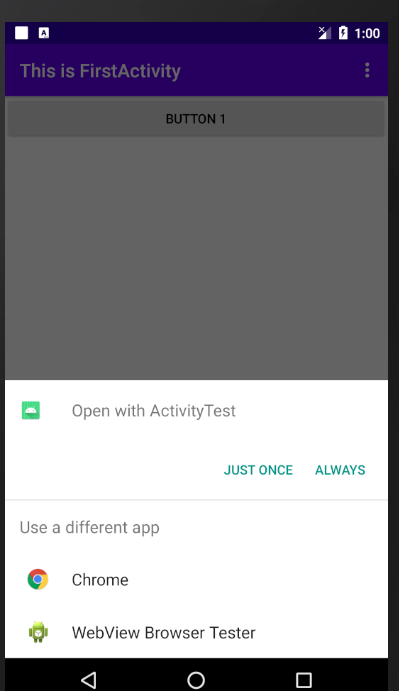 A
1:00
This is FirstActivity
BUTTON 1
Open with ActivityTest
JUST ONCE ALWAYS
Use a different app
Chrome
WebView Browser Tester